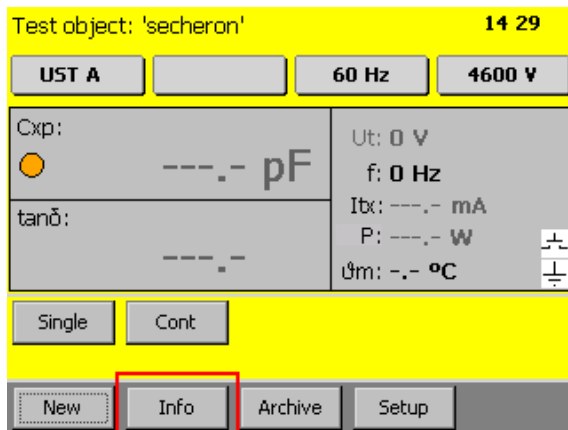 Test object: 'secheron' 14 29
UST A 60 Hz 4600 V
Cxp:
---.- pF
tanδ:
---.-
Ut: 0 V
f: 0 Hz
Itx: ---.- mA
P: ---.- W
ϑm: -.- ºC
Single Cont
New Info Archive Setup